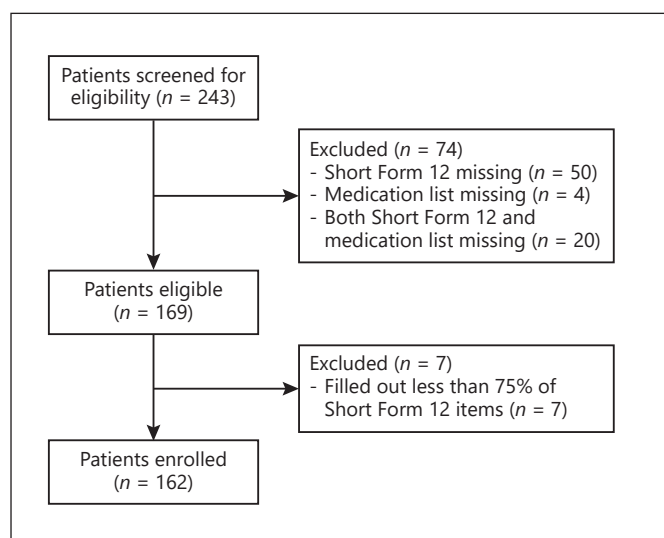 Patients screened for
eligibility (n = 243)
Excluded (n = 74)
- Short Form 12 missing (n = 50)
- Medication list missing (n = 4)
- Both Short Form 12 and
medication list missing (n = 20)
Patients eligible
(n = 169)
Excluded (n = 7)
- Filled out less than 75% of
Short Form 12 items (n = 7)
Patients enrolled
(n = 162)